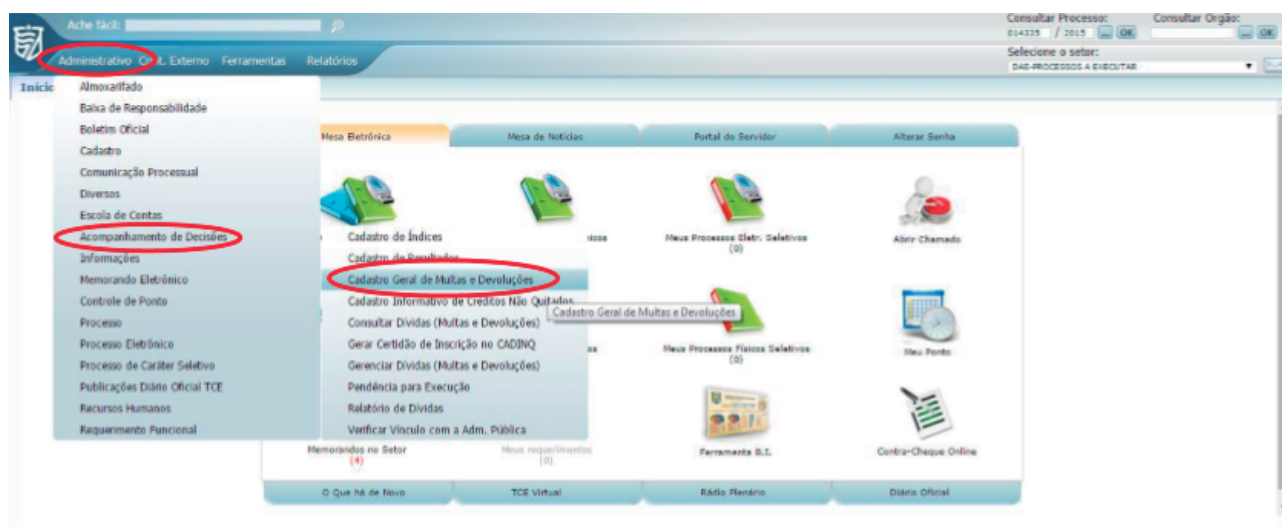 Ache fácil:
Consultar Processo:
Consultar Orgão:
014325 / 2015 ... OK
... OK
Administrativo Cont. Externo Ferramentas Relatórios
Selecione o setor:
DAE-PROCESSOS A EXECUTAR
Início
Almoxarifado
Baixa de Responsabilidade
Boletim Oficial
Cadastro
Comunicação Processual
Diversos
Escola de Contas
Acompanhamento de Decisões
Informações
Memorando Eletrônico
Controle de Ponto
Processo
Processo Eletrônico
Processo de Caráter Seletivo
Publicações Diário Oficial TCE
Recursos Humanos
Requerimento Funcional
Mesa Eletrônica
Mesa de Notícias
Portal do Servidor
Alterar Senha
Cadastro de Índices
Cadastro de Resultados
Cadastro Geral de Multas e Devoluções
Cadastro Informativo de Créditos Não Quitados
Consultar Dívidas (Multas e Devoluções)
Gerar Certidão de Inscrição no CADINQ
Gerenciar Dívidas (Multas e Devoluções)
Pendência para Execução
Relatório de Dívidas
Verificar Vínculo com a Adm. Pública
Cadastro Geral de Multas e Devoluções
Meus Processos Eletr. Seletivos
(0)
Abrir Chamado
Meus Processos Físicos Seletivos
(0)
Meu Ponto
Memorandos no Setor
(4)
Meus requerimentos
(0)
Ferramenta B.I.
Contra-Cheque Online
O Que há de Novo
TCE Virtual
Rádio Plenário
Diário Oficial